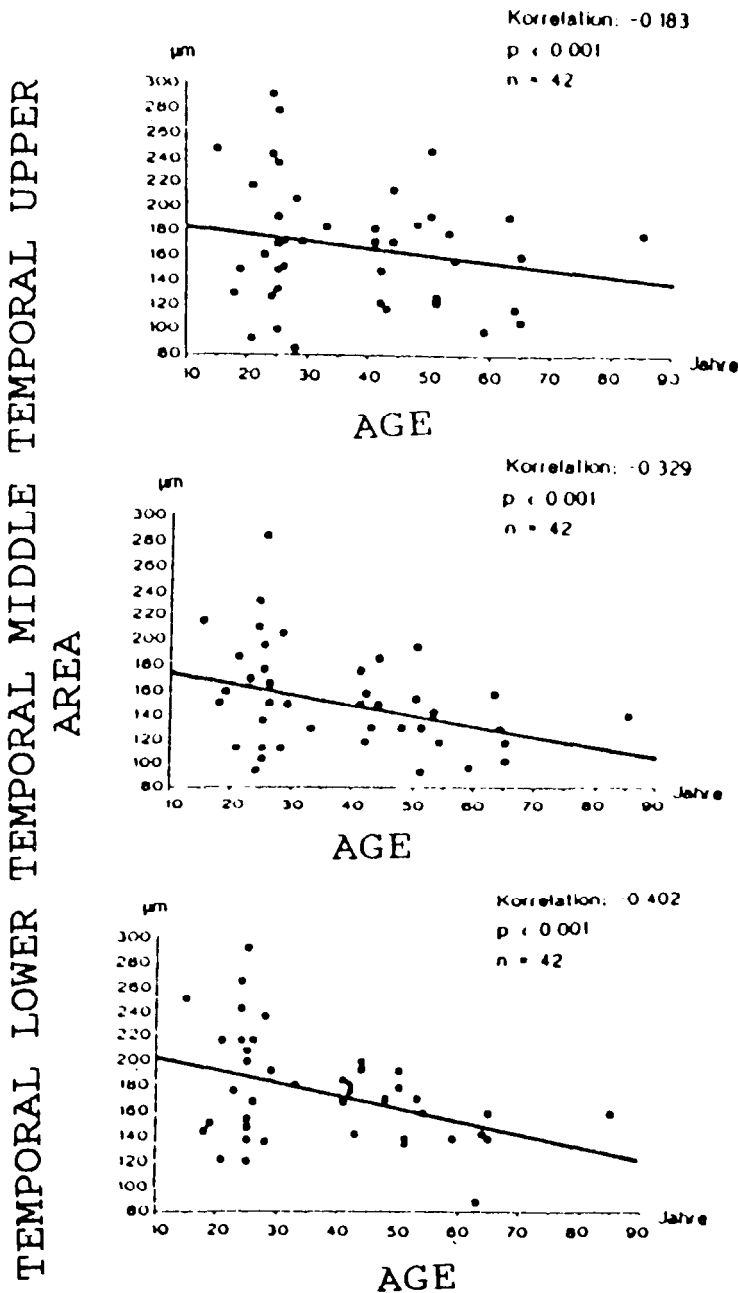 Korrelation: -0.183
µm
p < 0.001
n = 42
300
280
260
240
220
200
180
160
140
120
100
80
10 20 30 40 50 60 70 80 90 Jahre
AGE
Korrelation: -0.329
µm
p < 0.001
n = 42
300
280
260
240
220
200
180
160
140
120
100
80
10 20 30 40 50 60 70 80 90 Jahre
AGE
Korrelation: -0.402
µm
p < 0.001
n = 42
300
280
260
240
220
200
180
160
140
120
100
80
10 20 30 40 50 60 70 80 90 Jahre
AGE
TEMPORAL LOWER TEMPORAL MIDDLE TEMPORAL UPPER
AREA